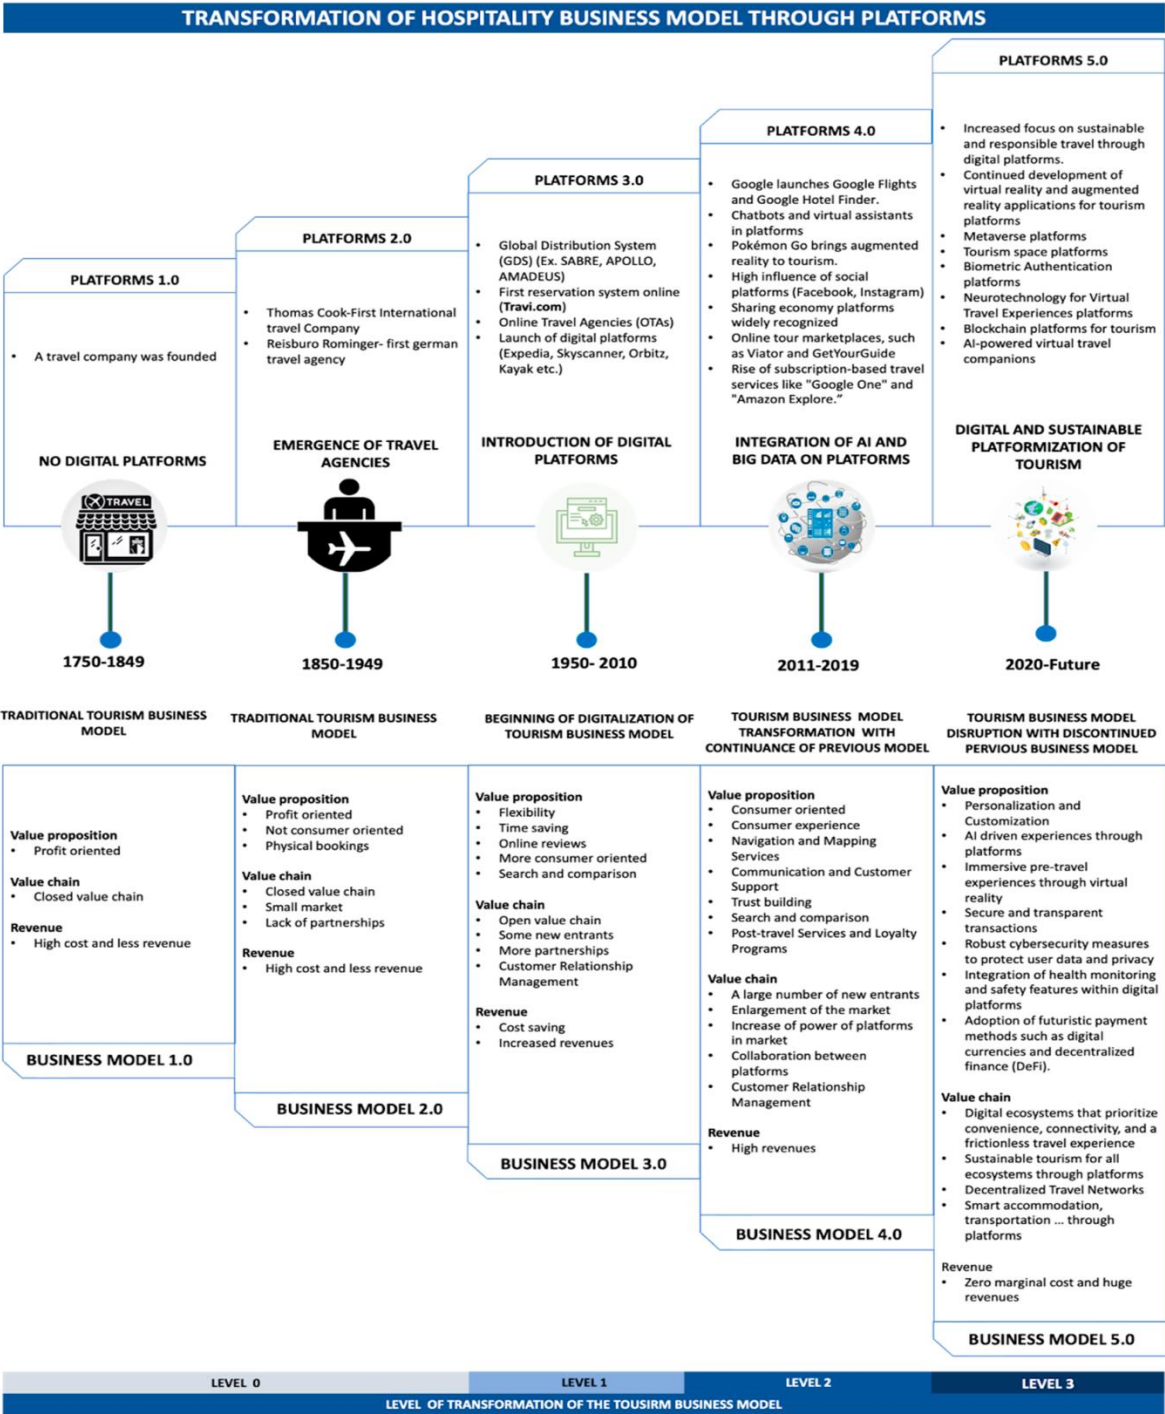 TRANSFORMATION OF HOSPITALITY BUSINESS MODEL THROUGH PLATFORMS
PLATFORMS 1.0
• A travel company was founded
NO DIGITAL PLATFORMS
TRAVEL
1750-1849
PLATFORMS 2.0
• Thomas Cook-First International
travel Company
• Reisburo Rominger- first german
travel agency
EMERGENCE OF TRAVEL
AGENCIES
1850-1949
PLATFORMS 3.0
• Global Distribution System
(GDS) (Ex. SABRE, APOLLO,
AMADEUS)
• First reservation system online
(Travi.com)
• Online Travel Agencies (OTAs)
• Launch of digital platforms
(Expedia, Skyscanner, Orbitz,
Kayak etc.)
INTRODUCTION OF DIGITAL
PLATFORMS
1950- 2010
PLATFORMS 4.0
• Google launches Google Flights
and Google Hotel Finder.
• Chatbots and virtual assistants
in platforms
• Pokémon Go brings augmented
reality to tourism.
• High influence of social
platforms (Facebook, Instagram)
• Sharing economy platforms
widely recognized
• Online tour marketplaces, such
as Viator and GetYourGuide
• Rise of subscription-based travel
services like "Google One" and
"Amazon Explore.”
INTEGRATION OF AI AND
BIG DATA ON PLATFORMS
2011-2019
PLATFORMS 5.0
• Increased focus on sustainable
and responsible travel through
digital platforms.
• Continued development of
virtual reality and augmented
reality applications for tourism
platforms
• Metaverse platforms
• Tourism space platforms
• Biometric Authentication
platforms
• Neurotechnology for Virtual
Travel Experiences platforms
• Blockchain platforms for tourism
• AI-powered virtual travel
companions
DIGITAL AND SUSTAINABLE
PLATFORMIZATION OF
TOURISM
2020-Future
TRADITIONAL TOURISM BUSINESS
MODEL
Value proposition
• Profit oriented
Value chain
• Closed value chain
Revenue
• High cost and less revenue
BUSINESS MODEL 1.0
TRADITIONAL TOURISM BUSINESS
MODEL
Value proposition
• Profit oriented
• Not consumer oriented
• Physical bookings
Value chain
• Closed value chain
• Small market
• Lack of partnerships
Revenue
• High cost and less revenue
BUSINESS MODEL 2.0
BEGINNING OF DIGITALIZATION OF
TOURISM BUSINESS MODEL
Value proposition
• Flexibility
• Time saving
• Online reviews
• More consumer oriented
• Search and comparison
Value chain
• Open value chain
• Some new entrants
• More partnerships
• Customer Relationship
Management
Revenue
• Cost saving
• Increased revenues
BUSINESS MODEL 3.0
TOURISM BUSINESS MODEL
TRANSFORMATION WITH
CONTINUANCE OF PREVIOUS MODEL
Value proposition
• Consumer oriented
• Consumer experience
• Navigation and Mapping
Services
• Communication and Customer
Support
• Trust building
• Search and comparison
• Post-travel Services and Loyalty
Programs
Value chain
• A large number of new entrants
• Enlargement of the market
• Increase of power of platforms
in market
• Collaboration between
platforms
• Customer Relationship
Management
Revenue
• High revenues
BUSINESS MODEL 4.0
TOURISM BUSINESS MODEL
DISRUPTION WITH DISCONTINUED
PERVIOUS BUSINESS MODEL
Value proposition
• Personalization and
Customization
• AI driven experiences through
platforms
• Immersive pre-travel
experiences through virtual
reality
• Secure and transparent
transactions
• Robust cybersecurity measures
to protect user data and privacy
• Integration of health monitoring
and safety features within digital
platforms
• Adoption of futuristic payment
methods such as digital
currencies and decentralized
finance (DeFi).
Value chain
• Digital ecosystems that prioritize
convenience, connectivity, and a
frictionless travel experience
• Sustainable tourism for all
ecosystems through platforms
• Decentralized Travel Networks
• Smart accommodation,
transportation ... through
platforms
Revenue
• Zero marginal cost and huge
revenues
BUSINESS MODEL 5.0
LEVEL 0
LEVEL 1
LEVEL 2
LEVEL 3
LEVEL OF TRANSFORMATION OF THE TOUSIRM BUSINESS MODEL